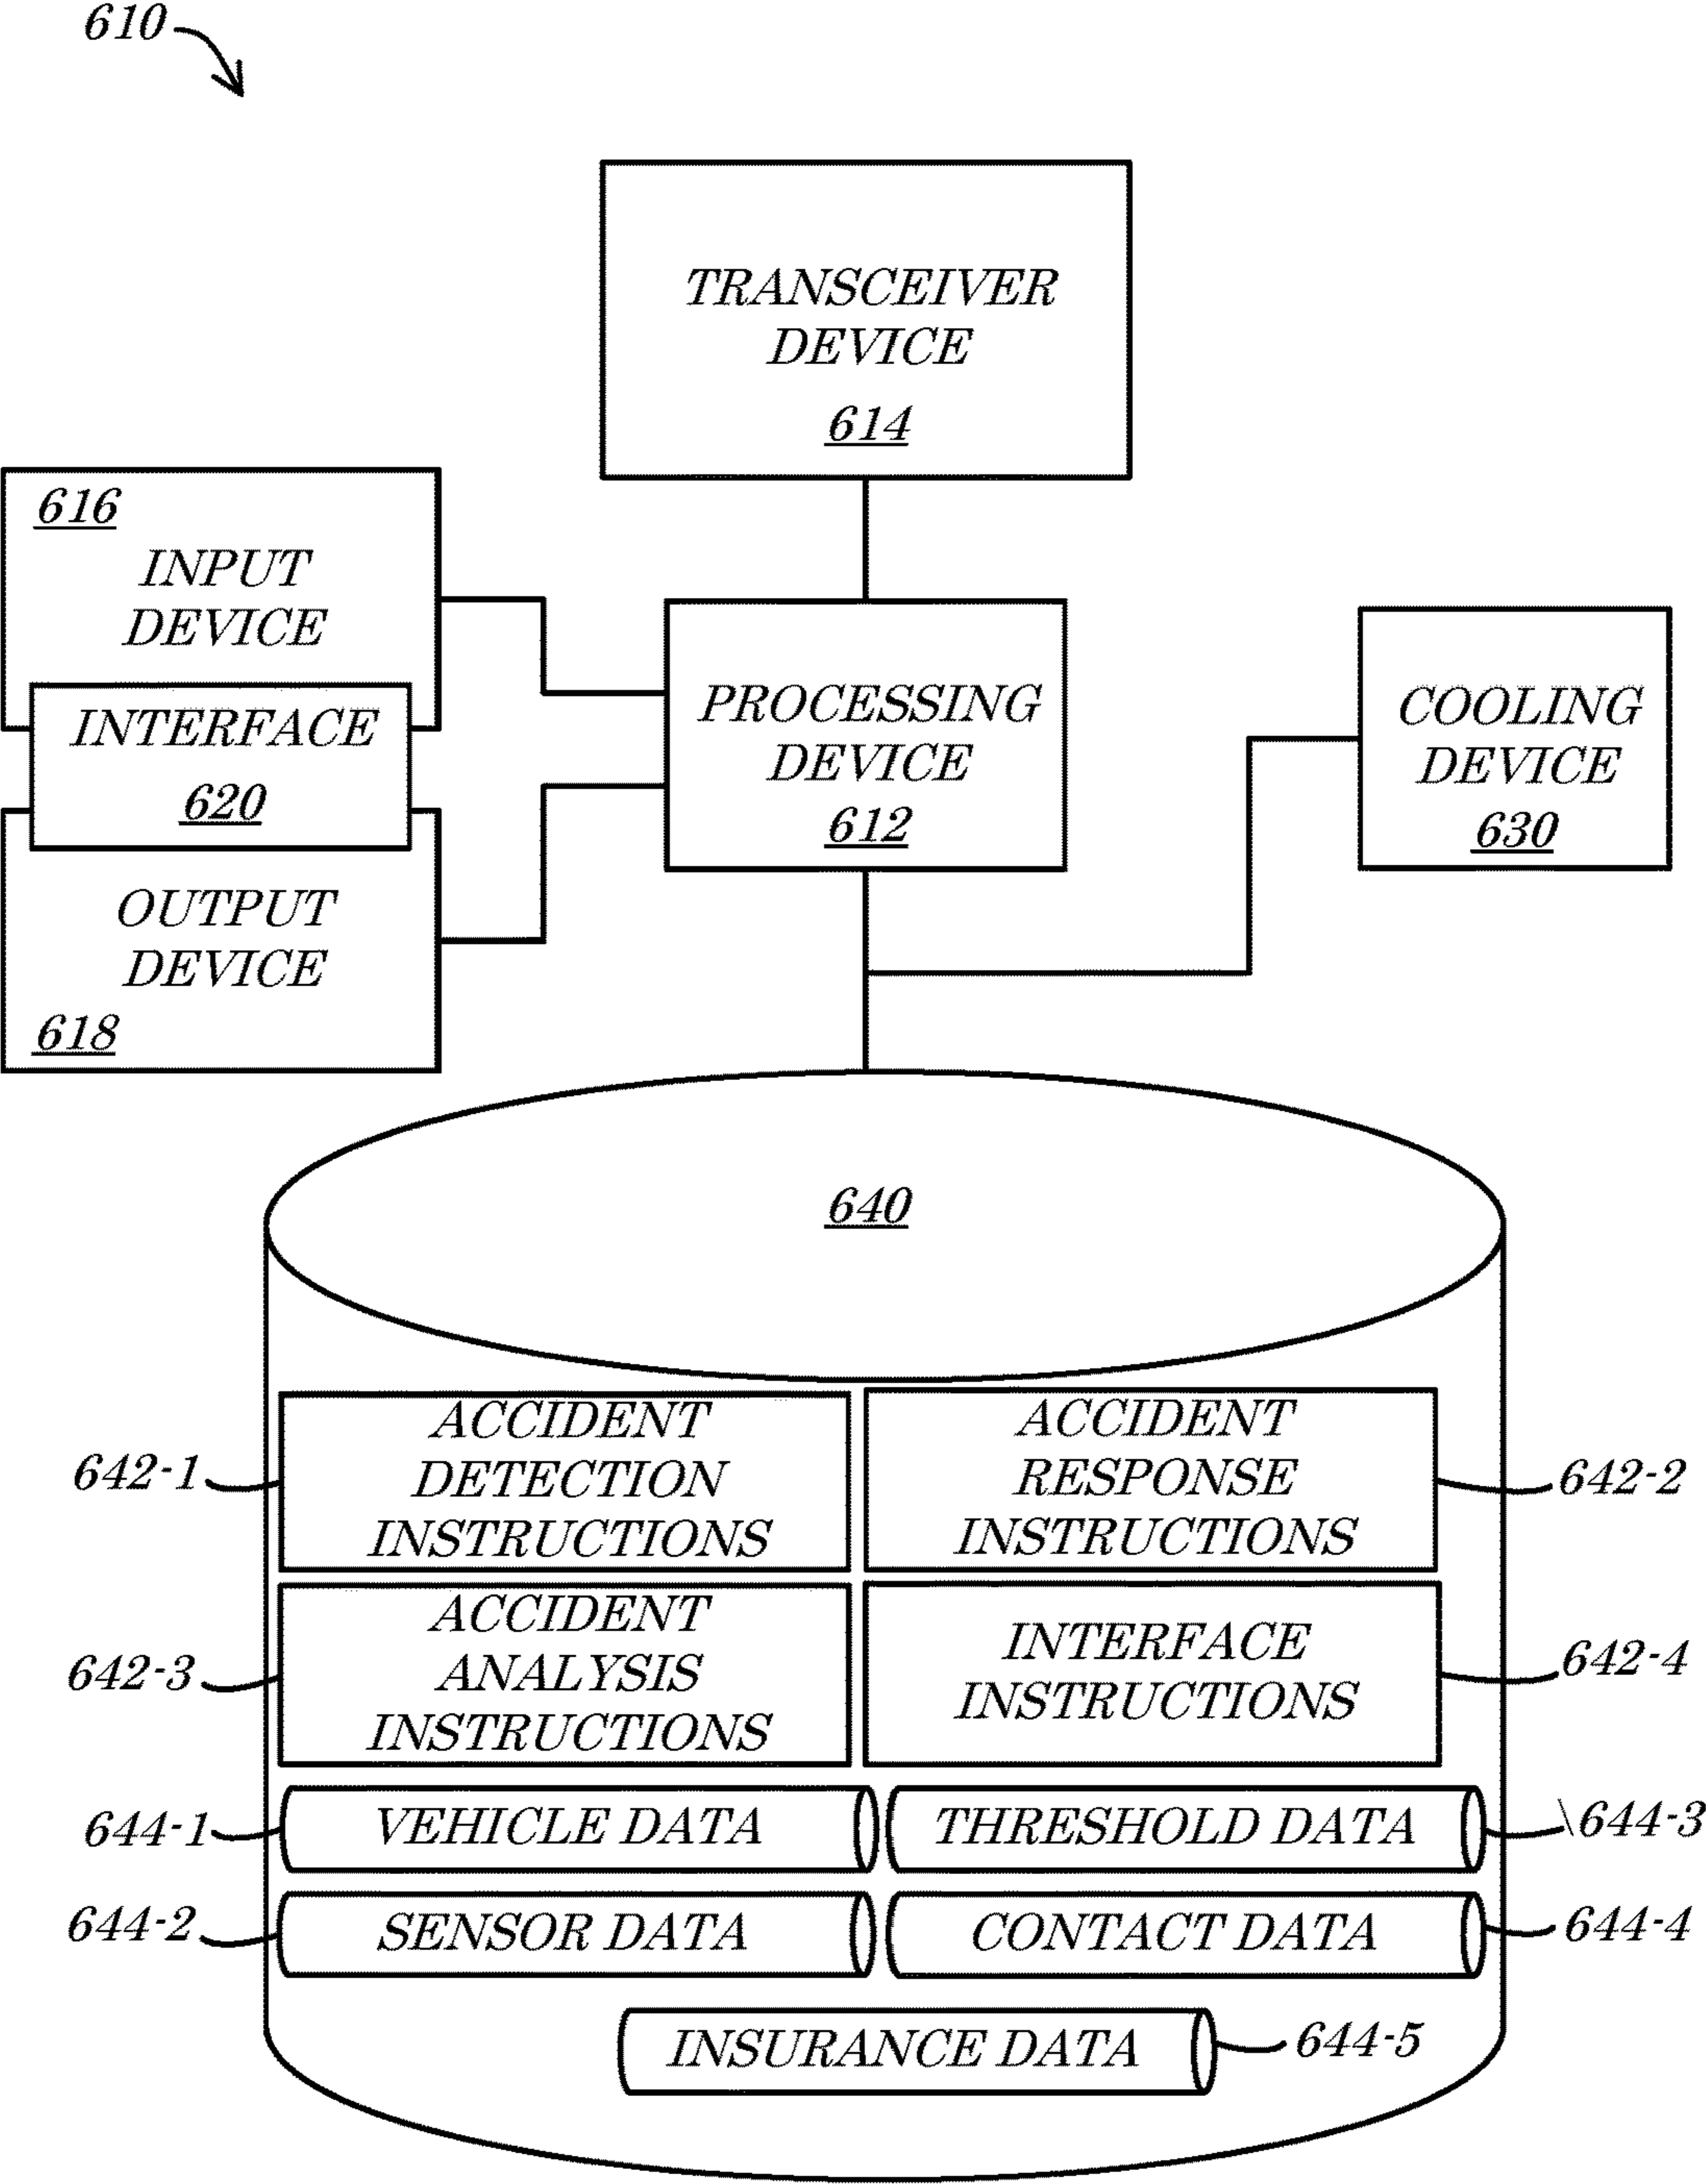 610
TRANSCEIVER
DEVICE
614
616
INPUT
DEVICE
INTERFACE
620
OUTPUT
DEVICE
618
PROCESSING
DEVICE
612
COOLING
DEVICE
630
640
642-1
ACCIDENT
DETECTION
INSTRUCTIONS
ACCIDENT
RESPONSE
INSTRUCTIONS
642-2
642-3
ACCIDENT
ANALYSIS
INSTRUCTIONS
INTERFACE
INSTRUCTIONS
642-4
644-1
VEHICLE DATA
THRESHOLD DATA
644-3
644-2
SENSOR DATA
CONTACT DATA
644-4
INSURANCE DATA
644-5